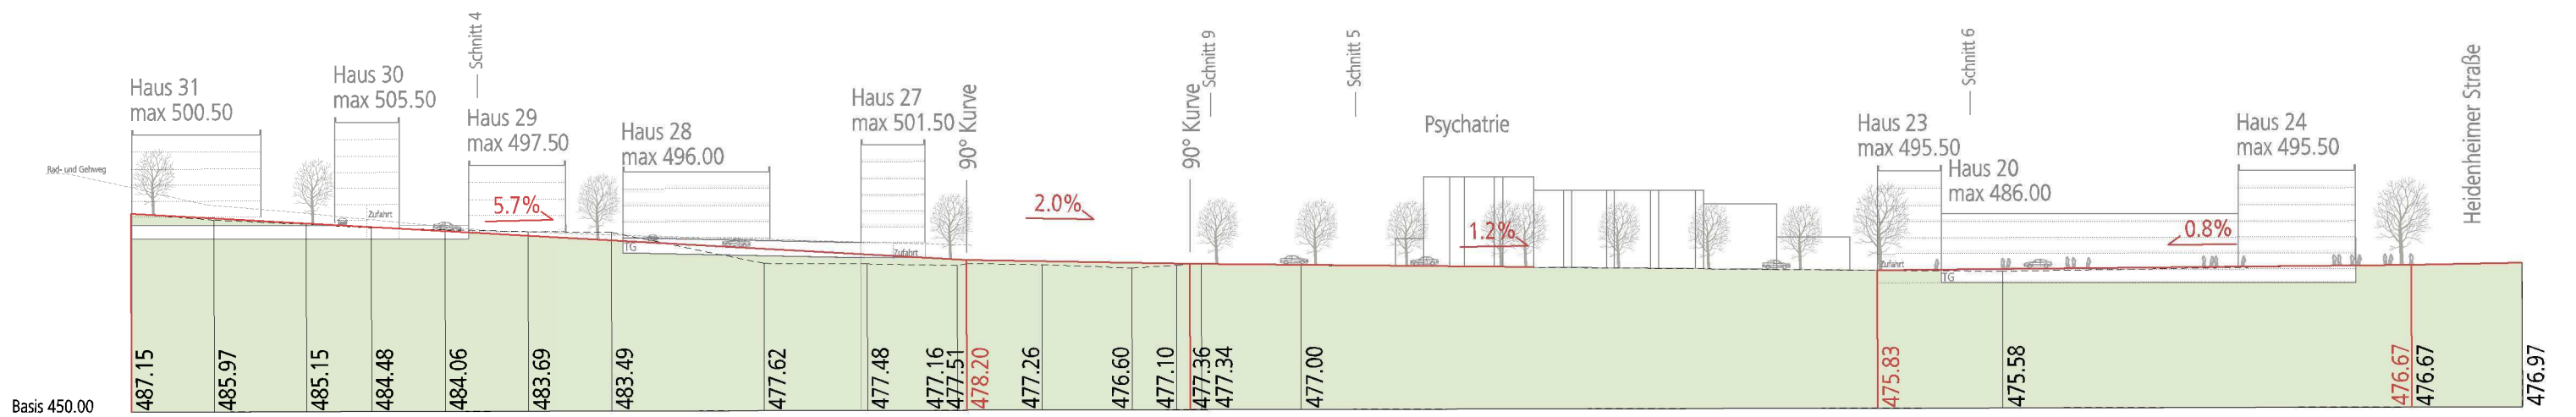 Schnitt 4
Haus 31
max 500.50
Haus 30
max 505.50
Haus 29
max 497.50
Haus 28
max 496.00
Haus 27
max 501.50
90° Kurve
90° Kurve
Schnitt 9
Schnitt 5
Psychatrie
Haus 23
max 495.50
Schnitt 6
Haus 20
max 486.00
Haus 24
max 495.50
Heidenheimer Straße
Rad- und Gehweg
Zufahrt
5.7%
TG
Zufahrt
2.0%
1.2%
Zufahrt
TG
0.8%
Basis 450.00
487.15
485.97
485.15
484.48
484.06
483.69
483.49
477.62
477.48
477.16
477.51
478.20
477.26
476.60
477.10
477.36
477.34
477.00
475.83
475.58
476.67
476.67
476.97